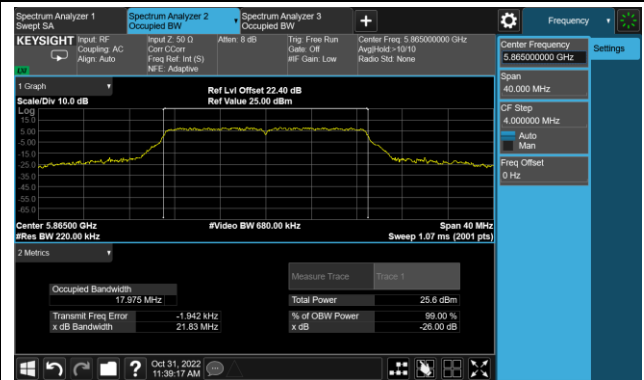 Spectrum Analyzer 1
Swept SA
Spectrum Analyzer 2
Occupied BW
Spectrum Analyzer 3
Occupied BW
Frequency
KEYSIGHT
Input: RF
Coupling: AC
Align: Auto
Input Z: 50 Ω
Corr CCorr
Freq Ref: Int (S)
NFE: Adaptive
Atten: 8 dB
Trig: Free Run
Gate: Off
#IF Gain: Low
Center Freq: 5.865000000 GHz
Avg|Hold:>10/10
Radio Std: None
Center Frequency
5.865000000 GHz
Settings
Span
40.000 MHz
CF Step
4.000000 MHz
Auto
Man
Freq Offset
0 Hz
1 Graph
Scale/Div 10.0 dB
Ref Lvl Offset 22.40 dB
Ref Value 25.00 dBm
Log
15.0
5.00
-5.00
-15.0
-25.0
-35.0
-45.0
-55.0
-65.0
Center 5.86500 GHz
#Video BW 680.00 kHz
Span 40 MHz
#Res BW 220.00 kHz
Sweep 1.07 ms (2001 pts)
2 Metrics
Measure Trace
Trace 1
Occupied Bandwidth
17.975 MHz
Total Power
25.6 dBm
Transmit Freq Error
-1.942 kHz
% of OBW Power
99.00 %
x dB Bandwidth
21.83 MHz
x dB
-26.00 dB
Oct 31, 2022
11:39:17 AM